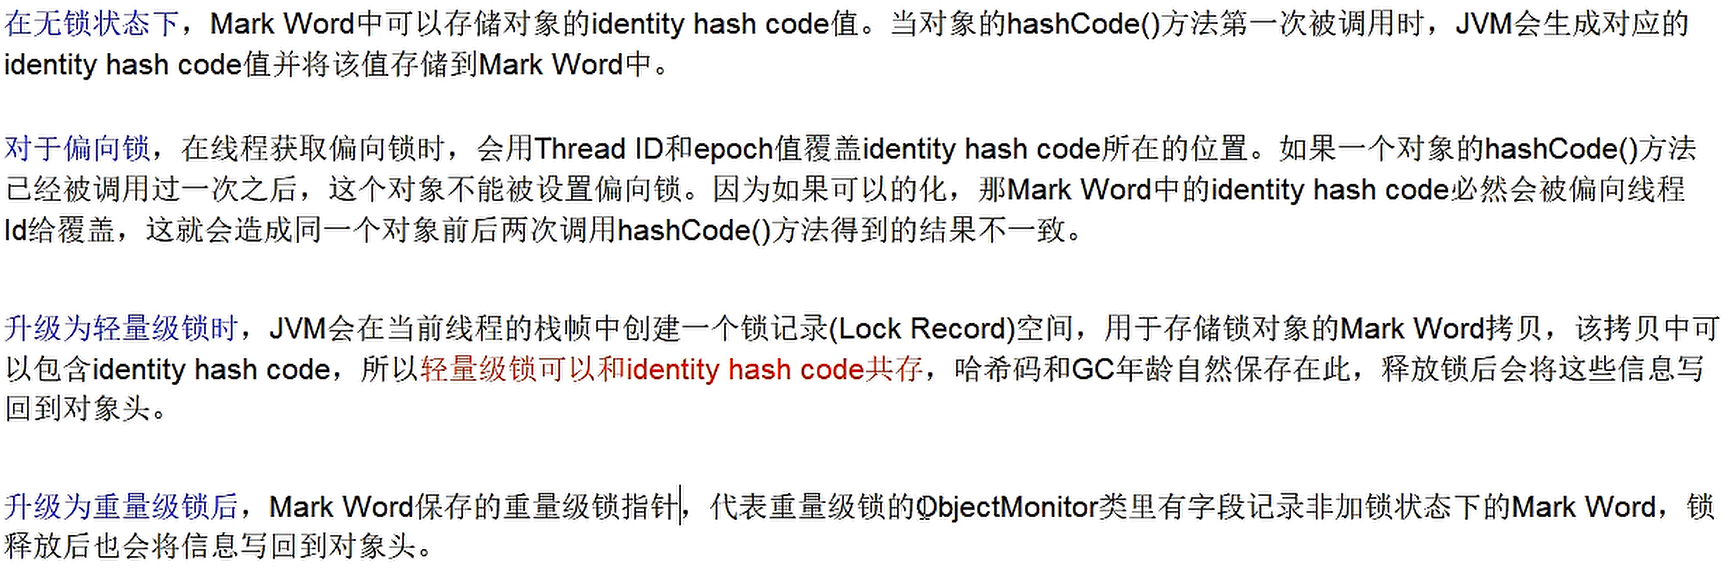 在无锁状态下，Mark Word中可以存储对象的identity hash code值。当对象的hashCode()方法第一次被调用时，JVM会生成对应的
identity hash code值并将该值存储到Mark Word中。
对于偏向锁，在线程获取偏向锁时，会用Thread ID和epoch值覆盖identity hash code所在的位置。如果一个对象的hashCode()方法
已经被调用过一次之后，这个对象不能被设置偏向锁。因为如果可以的化，那Mark Word中的identity hash code必然会被偏向线程
Id给覆盖，这就会造成同一个对象前后两次调用hashCode()方法得到的结果不一致。
升级为轻量级锁时，JVM会在当前线程的栈帧中创建一个锁记录(Lock Record)空间，用于存储锁对象的Mark Word拷贝，该拷贝中可
以包含identity hash code，所以轻量级锁可以和identity hash code共存，哈希码和GC年龄自然保存在此，释放锁后会将这些信息写
回到对象头。
升级为重量级锁后，Mark Word保存的重量级锁指针，代表重量级锁的ObjectMonitor类里有字段记录非加锁状态下的Mark Word，锁
释放后也会将信息写回到对象头。